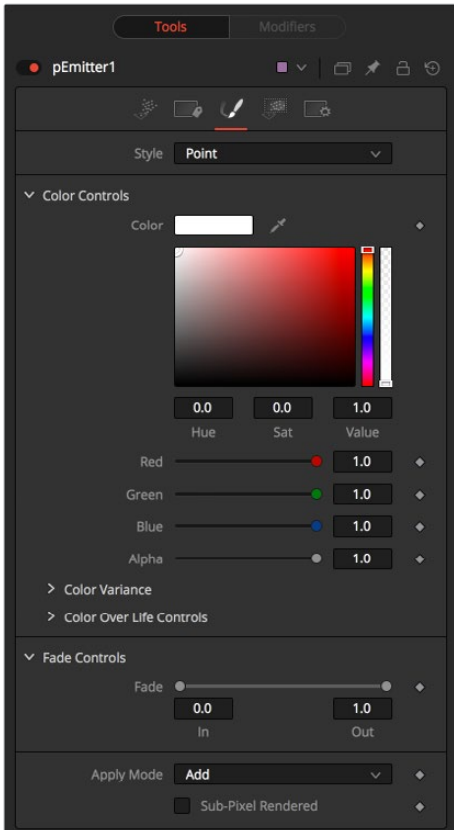 Tools Modifiers
pEmitter1
Style Point
Color Controls
Color
0.0 0.0 1.0
Hue Sat Value
Red 1.0
Green 1.0
Blue 1.0
Alpha 1.0
Color Variance
Color Over Life Controls
Fade Controls
Fade
0.0 1.0
In Out
Apply Mode Add
Sub-Pixel Rendered